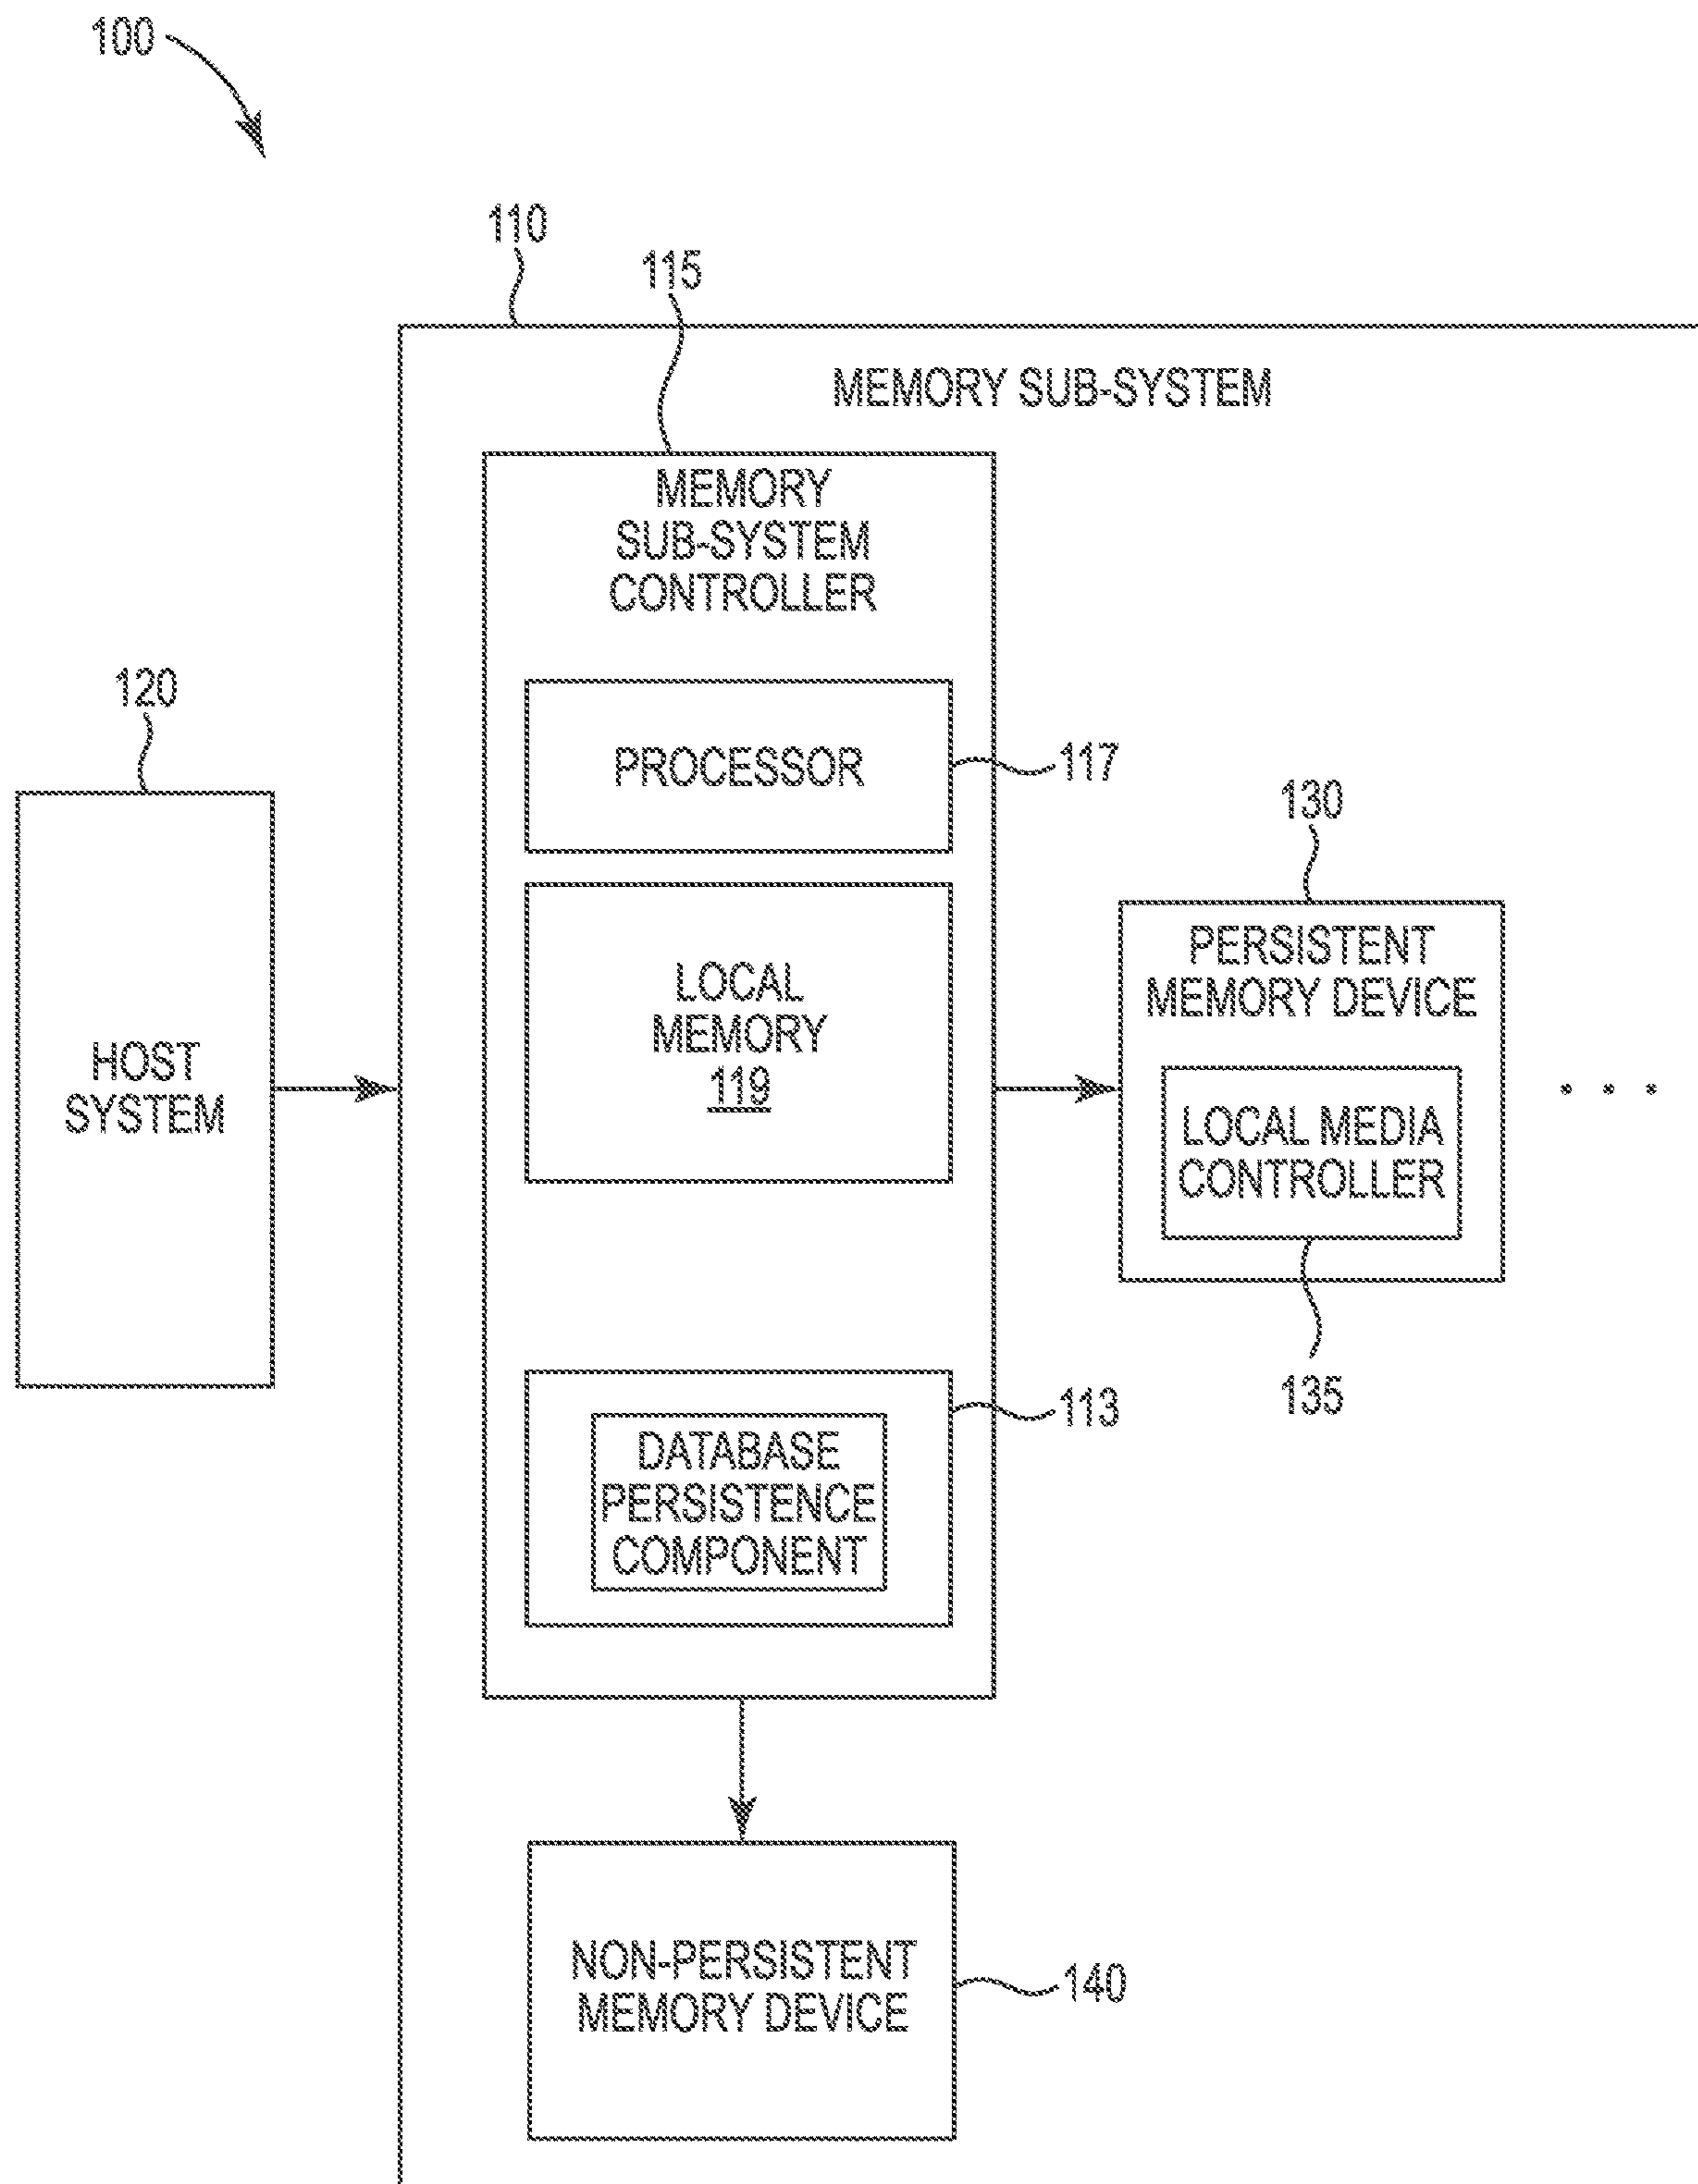 100
110
115
MEMORY SUB-SYSTEM
MEMORY
SUB-SYSTEM
CONTROLLER
120
PROCESSOR
117
130
HOST
SYSTEM
LOCAL
MEMORY
119
PERSISTENT
MEMORY DEVICE
LOCAL MEDIA
CONTROLLER
. . .
135
113
DATABASE
PERSISTENCE
COMPONENT
NON-PERSISTENT
MEMORY DEVICE
140